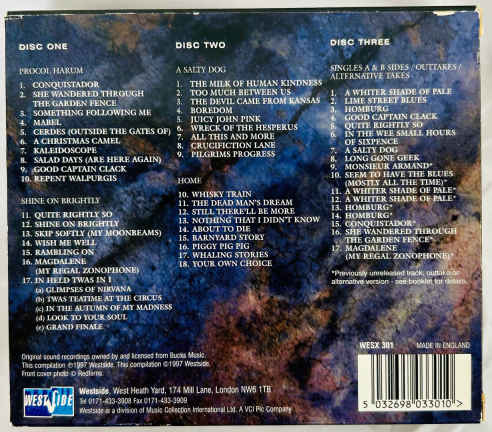 DISC ONE
PROCOL HARUM
1. CONQUISTADOR
2. SHE WANDERED THROUGH
THE GARDEN FENCE
3. SOMETHING FOLLOWING ME
4. MABEL
5. CERDES (OUTSIDE THE GATES OF)
6. A CHRISTMAS CAMEL
7. KALEIDOSCOPE
8. SALAD DAYS (ARE HERE AGAIN)
9. GOOD CAPTAIN CLACK
10. REPENT WALPURGIS
SHINE ON BRIGHTLY
11. QUITE RIGHTLY SO
12. SHINE ON BRIGHTLY
13. SKIP SOFTLY (MY MOONBEAMS)
14. WISH ME WELL
15. RAMBLING ON
16. MAGDALENE
(MY REGAL ZONOPHONE)
17. IN HELD TWAS IN I
(a) GLIMPSES OF NIRVANA
(b) TWAS TEATIME AT THE CIRCUS
(c) IN THE AUTUMN OF MY MADNESS
(d) LOOK TO YOUR SOUL
(e) GRAND FINALE
DISC TWO
A SALTY DOG
1. THE MILK OF HUMAN KINDNESS
2. TOO MUCH BETWEEN US
3. THE DEVIL CAME FROM KANSAS
4. BOREDOM
5. JUICY JOHN PINK
6. WRECK OF THE HESPERUS
7. ALL THIS AND MORE
8. CRUCIFICTION LANE
9. PILGRIMS PROGRESS
HOME
10. WHISKY TRAIN
11. THE DEAD MAN'S DREAM
12. STILL THERE'LL BE MORE
13. NOTHING THAT I DIDN'T KNOW
14. ABOUT TO DIE
15. BARNYARD STORY
16. PIGGY PIG PIG
17. WHALING STORIES
18. YOUR OWN CHOICE
DISC THREE
SINGLES A & B SIDES / OUTTAKES /
ALTERNATIVE TAKES
1. A WHITER SHADE OF PALE
2. LIME STREET BLUES
3. HOMBURG
4. GOOD CAPTAIN CLACK
5. QUITE RIGHTLY SO
6. IN THE WEE SMALL HOURS
OF SIXPENCE
7. A SALTY DOG
8. LONG GONE GEEK
9. MONSIEUR ARMAND*
10. SEEM TO HAVE THE BLUES
(MOSTLY ALL THE TIME)*
11. A WHITER SHADE OF PALE*
12. A WHITER SHADE OF PALE*
13. HOMBURG*
14. HOMBURG*
15. CONQUISTADOR*
16. SHE WANDERED THROUGH
THE GARDEN FENCE*
17. MAGDALENE
(MY REGAL ZONOPHONE)*
*Previously unreleased track, outtake or
alternative version - see booklet for details.
Original sound recordings owned by and licensed from Bucks Music.
This compilation ©1997 Westside. This compilation ℗1997 Westside.
Front cover photo © Redferns
WEST SIDE
Westside, West Heath Yard, 174 Mill Lane, London NW6 1TB
Tel 0171-433-3908 Fax 0171-433-3909
Westside is a division of Music Collection International Ltd. A VCI Plc Company
WESX 301 MADE IN ENGLAND
5 032698 033010 >